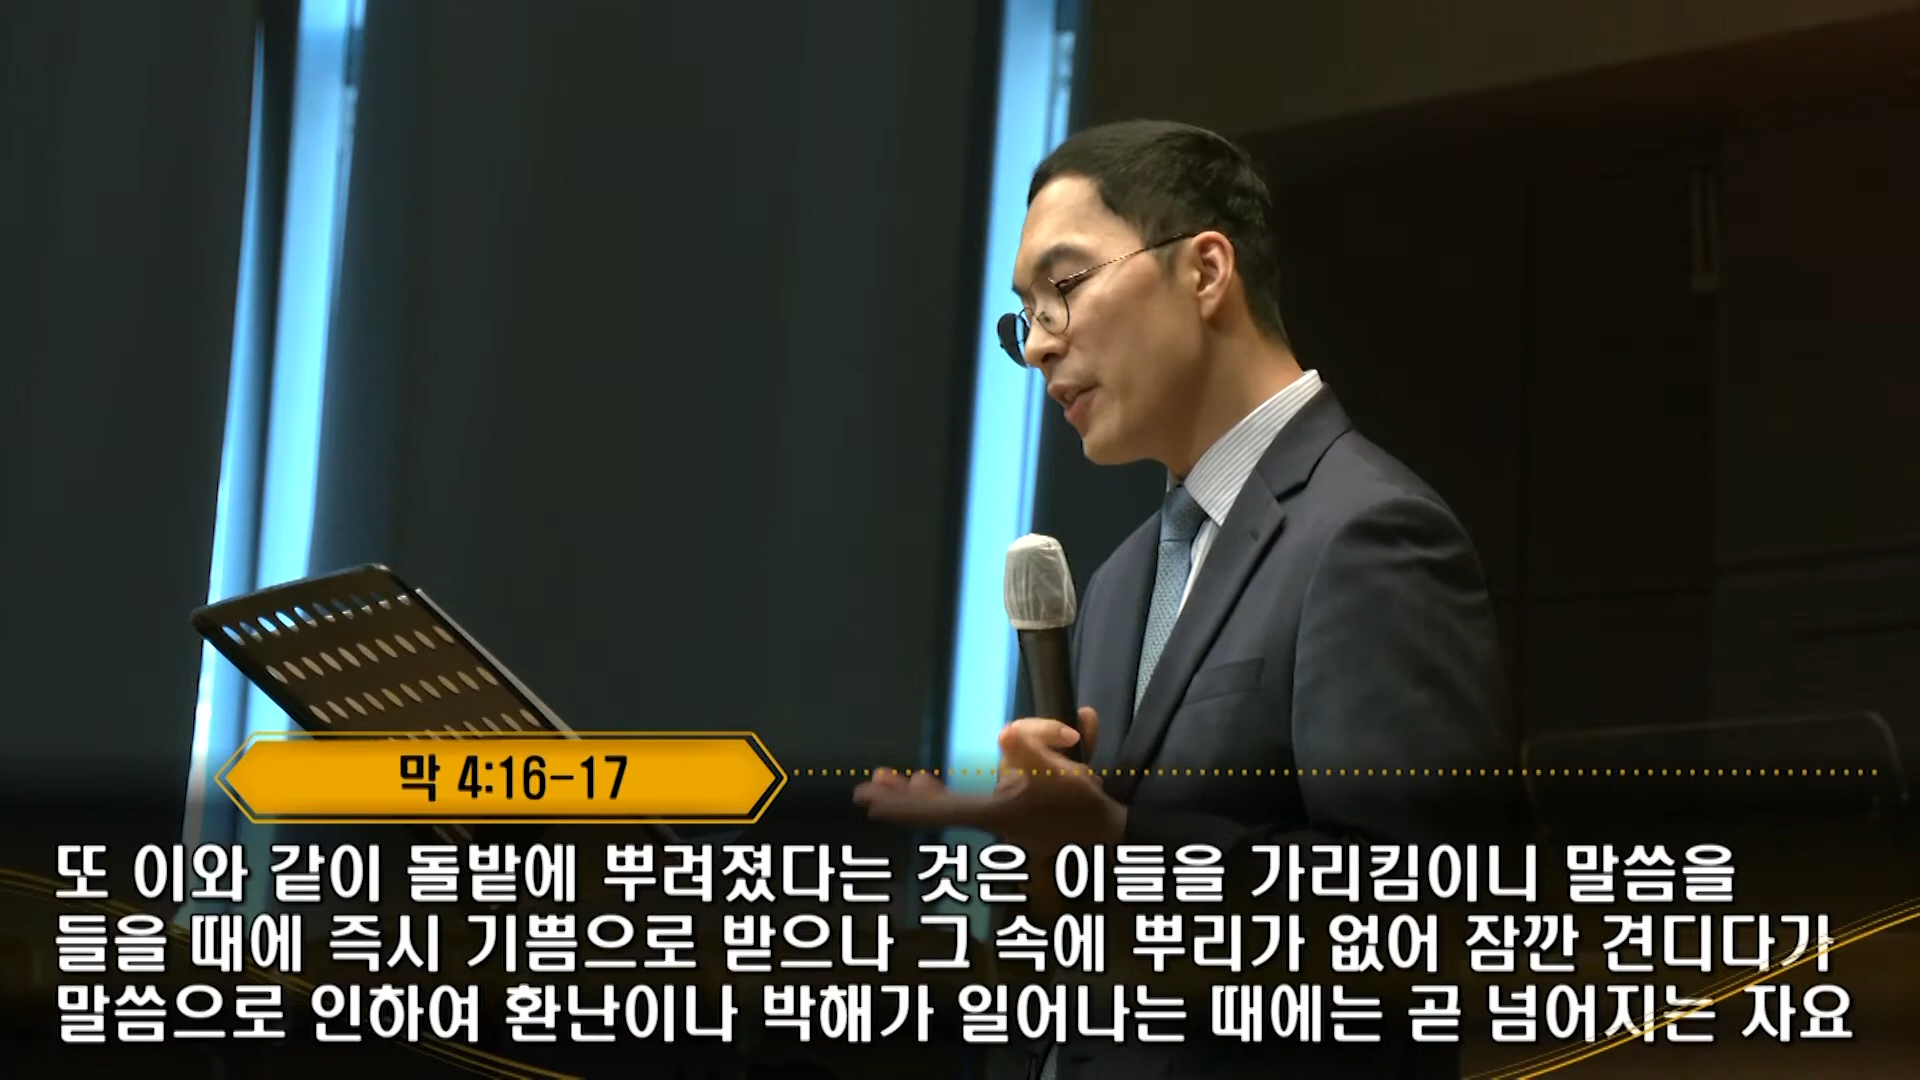 막 4:16-17
또 이와 같이 돌밭에 뿌려졌다는 것은 이들을 가리킴이니 말씀을
들을 때에 즉시 기쁨으로 받으나 그 속에 뿌리가 없어 잠깐 견디다가
말씀으로 인하여 환난이나 박해가 일어나는 때에는 곧 넘어지는 자요